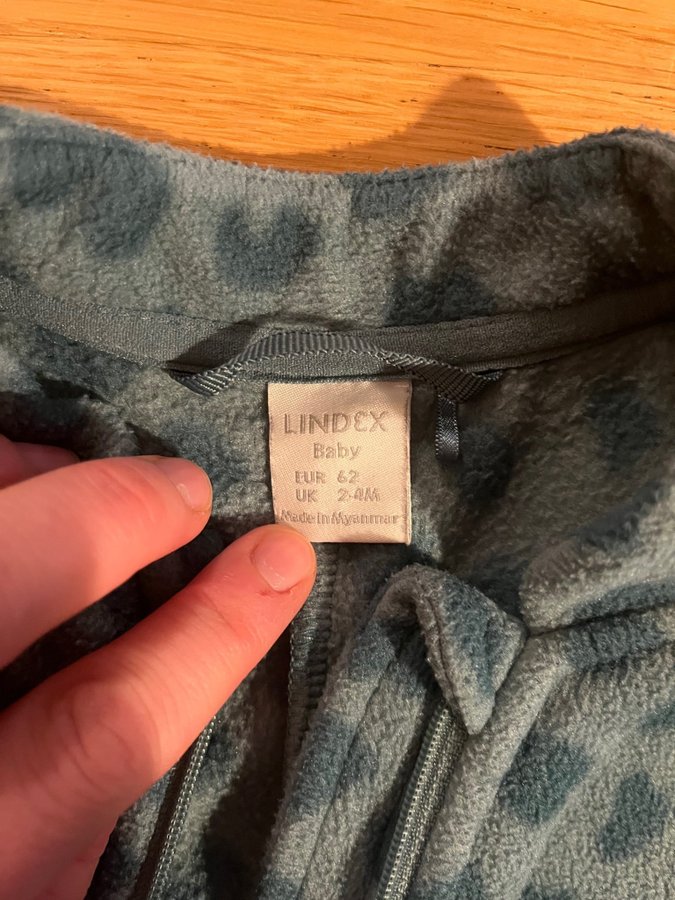 LINDEX
Baby
EUR 62
UK 2-4M
Made in Myanmar